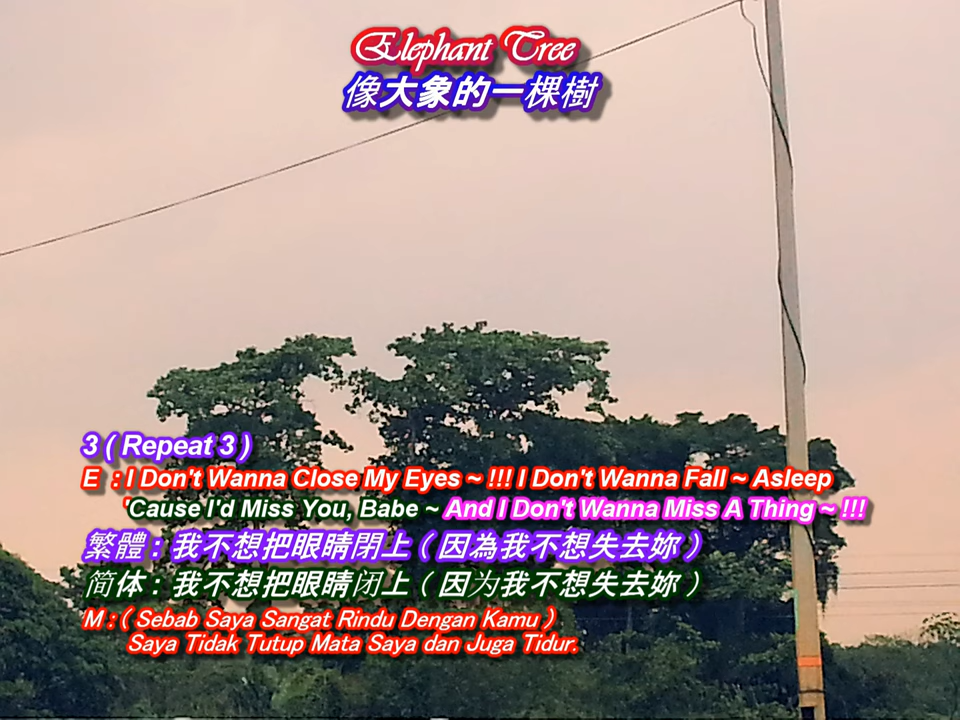 Elephant Tree
像大象的一棵樹
3 ( Repeat 3 )
E : I Don't Wanna Close My Eyes ~ !!! I Don't Wanna Fall ~ Asleep
'Cause I'd Miss You, Babe ~ And I Don't Wanna Miss A Thing ~ !!!
繁體 : 我不想把眼睛閉上 ( 因為我不想失去妳 )
简体 : 我不想把眼睛闭上 ( 因为我不想失去妳 )
M : ( Sebab Saya Sangat Rindu Dengan Kamu )
Saya Tidak Tutup Mata Saya dan Juga Tidur.